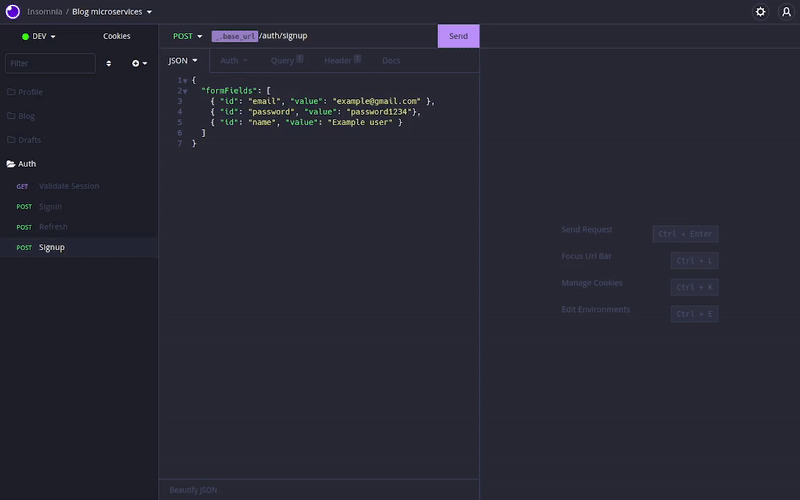 Insomnia / Blog microservices
DEV
Cookies
Filter
Profile
Blog
Drafts
Auth
GET Validate Session
POST Signin
POST Refresh
POST Signup
POST _.base_url /auth/signup
Send
JSON Auth Query 1 Header 1 Docs
1 {
2 "formFields": [
3 { "id": "email", "value": "example@gmail.com" },
4 { "id": "password", "value": "password1234"},
5 { "id": "name", "value": "Example user" }
6 ]
7 }
Beautify JSON
Send Request Ctrl + Enter
Focus Url Bar Ctrl + L
Manage Cookies Ctrl + K
Edit Environments Ctrl + E